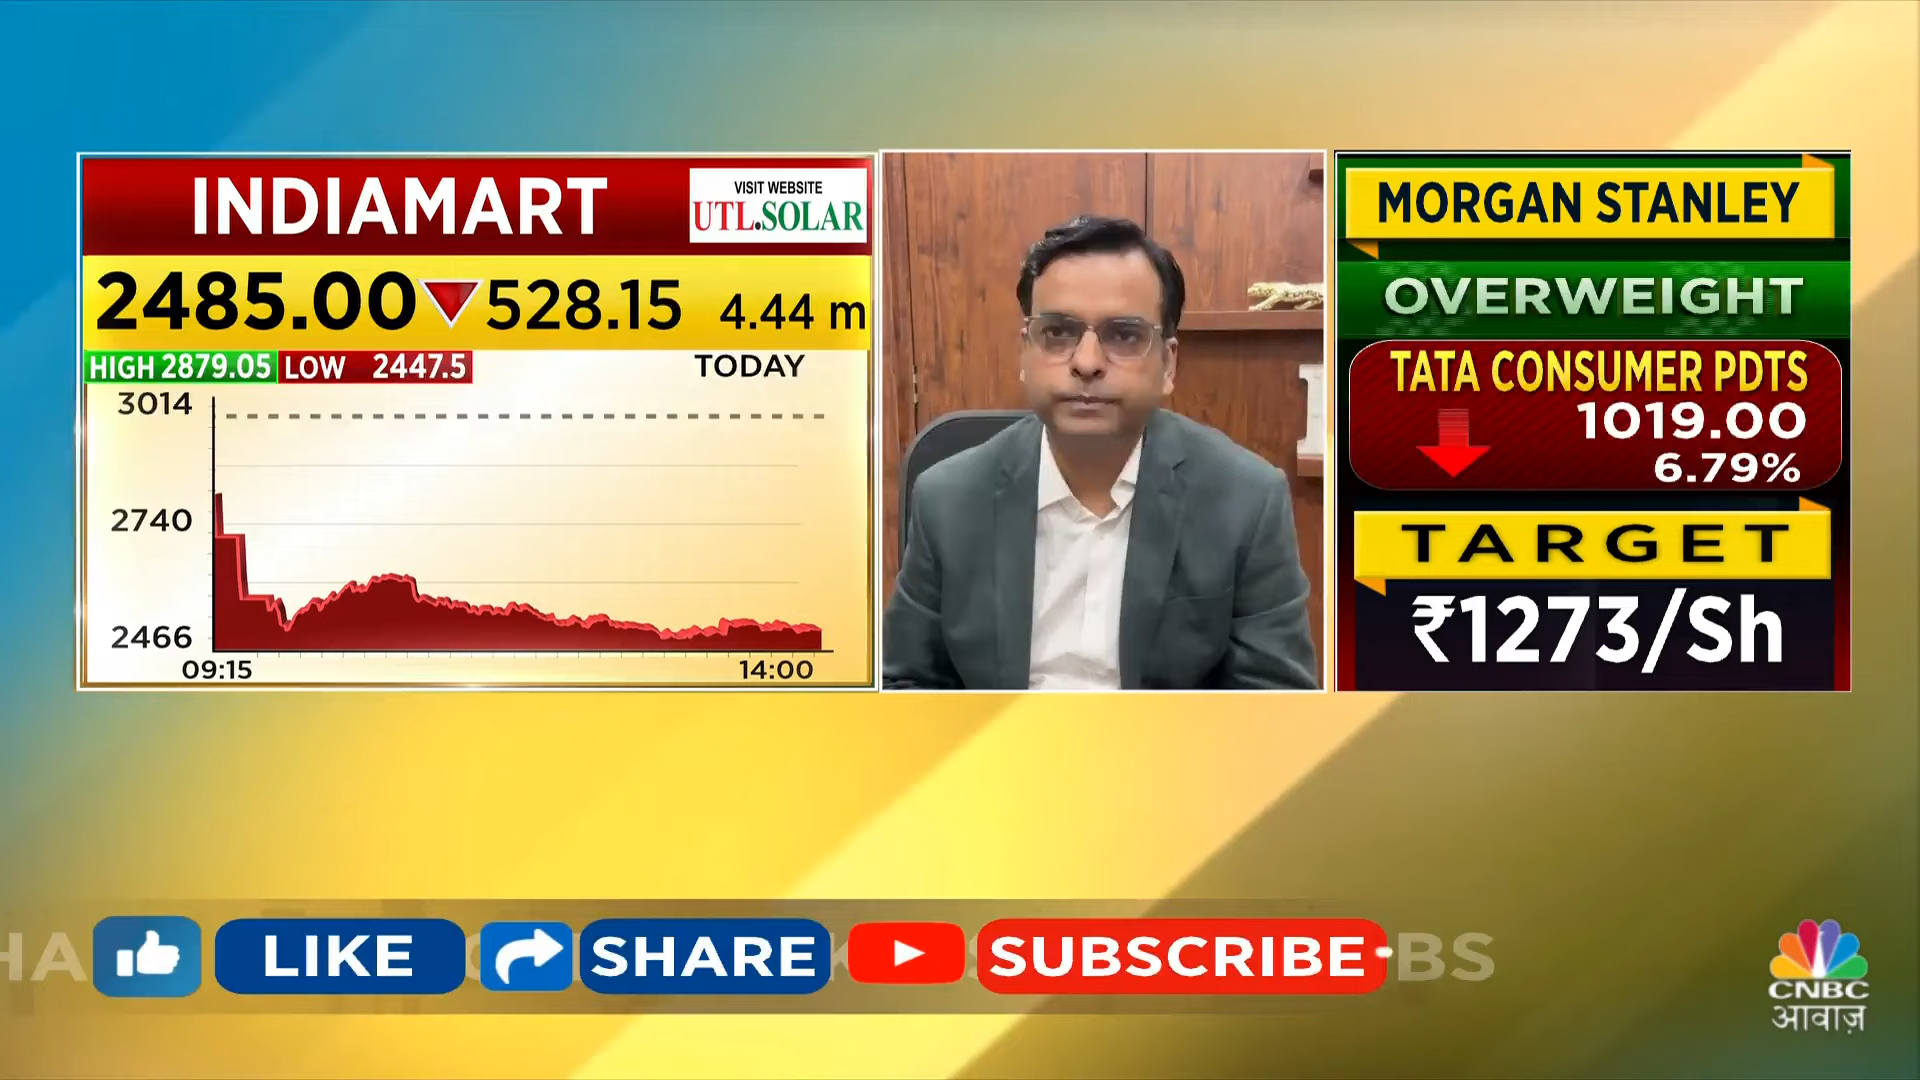 INDIAMART
VISIT WEBSITE
UTL.SOLAR
2485.00 528.15 4.44 m
HIGH 2879.05 LOW 2447.5 TODAY
3014
2740
2466
09:15 14:00
MORGAN STANLEY
OVERWEIGHT
TATA CONSUMER PDTS
1019.00
6.79%
TARGET
₹1273/Sh
LIKE SHARE SUBSCRIBE
CNBC
आवाज़